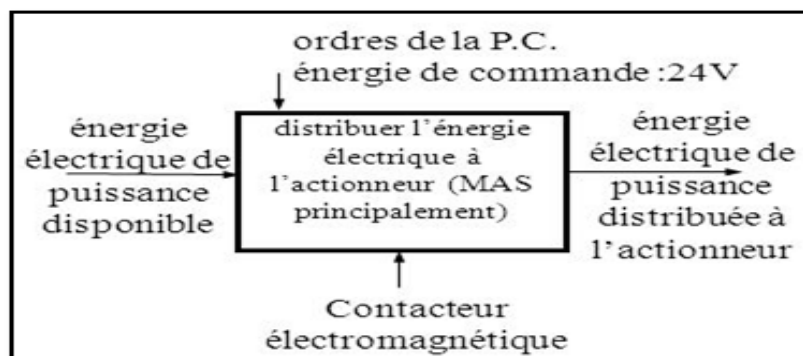 ordres de la P.C.
énergie de commande :24V
énergie
électrique de
puissance
disponible
distribuer l'énergie
électrique à
l'actionneur (MAS
principalement)
énergie
électrique de
puissance
distribuée à
l'actionneur
Contacteur
électromagnétique